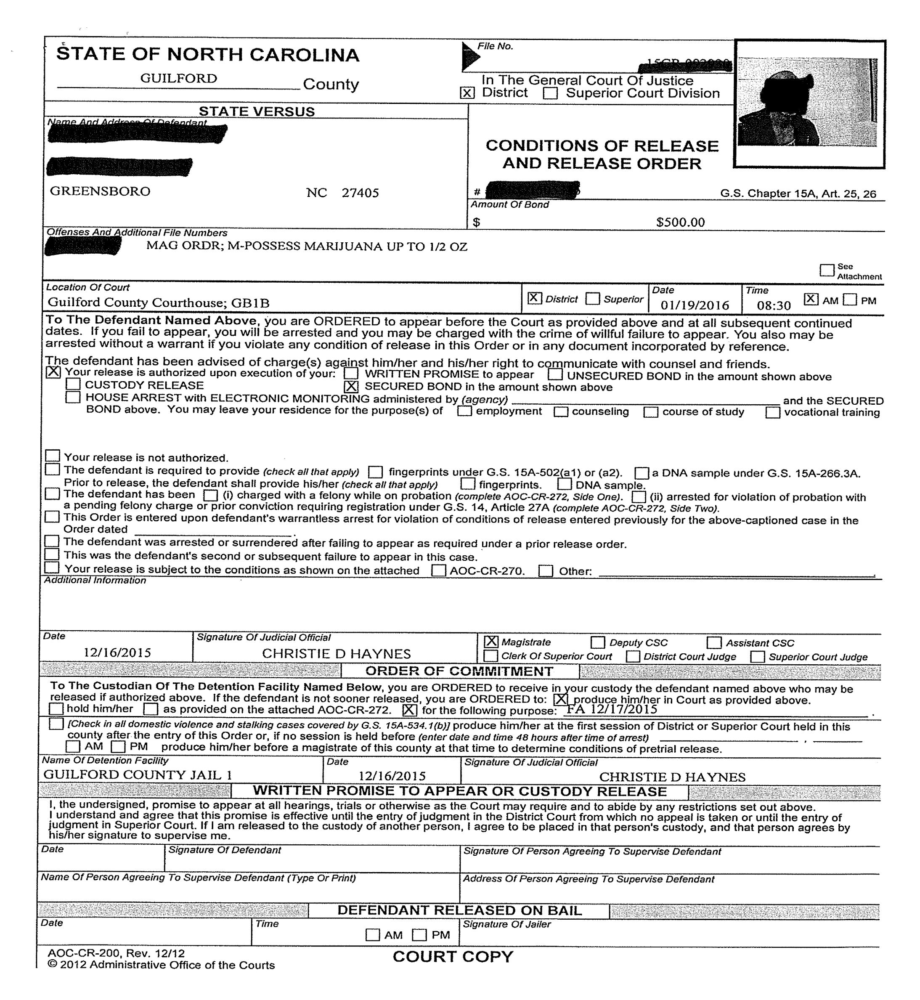 STATE OF NORTH CAROLINA
GUILFORD County
File No.
In The General Court Of Justice
[X] District [ ] Superior Court Division
STATE VERSUS
Name And Address Of Defendant
GREENSBORO NC 27405
CONDITIONS OF RELEASE
AND RELEASE ORDER
# G.S. Chapter 15A, Art. 25, 26
Amount Of Bond
$ $500.00
Offenses And Additional File Numbers
MAG ORDR; M-POSSESS MARIJUANA UP TO 1/2 OZ
[ ] See
Attachment
Location Of Court
Guilford County Courthouse; GB1B
[X] District [ ] Superior
Date
01/19/2016
Time
08:30 [X] AM [ ] PM
To The Defendant Named Above, you are ORDERED to appear before the Court as provided above and at all subsequent continued
dates. If you fail to appear, you will be arrested and you may be charged with the crime of willful failure to appear. You also may be
arrested without a warrant if you violate any condition of release in this Order or in any document incorporated by reference.
The defendant has been advised of charge(s) against him/her and his/her right to communicate with counsel and friends.
[X] Your release is authorized upon execution of your: [ ] WRITTEN PROMISE to appear [ ] UNSECURED BOND in the amount shown above
[ ] CUSTODY RELEASE [X] SECURED BOND in the amount shown above
[ ] HOUSE ARREST with ELECTRONIC MONITORING administered by (agency) and the SECURED
BOND above. You may leave your residence for the purpose(s) of [ ] employment [ ] counseling [ ] course of study [ ] vocational training
[ ] Your release is not authorized.
[ ] The defendant is required to provide (check all that apply) [ ] fingerprints under G.S. 15A-502(a1) or (a2). [ ] a DNA sample under G.S. 15A-266.3A.
Prior to release, the defendant shall provide his/her (check all that apply) [ ] fingerprints. [ ] DNA sample.
[ ] The defendant has been [ ] (i) charged with a felony while on probation (complete AOC-CR-272, Side One). [ ] (ii) arrested for violation of probation with
a pending felony charge or prior conviction requiring registration under G.S. 14, Article 27A (complete AOC-CR-272, Side Two).
[ ] This Order is entered upon defendant's warrantless arrest for violation of conditions of release entered previously for the above-captioned case in the
Order dated .
[ ] The defendant was arrested or surrendered after failing to appear as required under a prior release order.
[ ] This was the defendant's second or subsequent failure to appear in this case.
[ ] Your release is subject to the conditions as shown on the attached [ ] AOC-CR-270. [ ] Other: .
Additional Information
Date
12/16/2015
Signature Of Judicial Official
CHRISTIE D HAYNES
[X] Magistrate [ ] Deputy CSC [ ] Assistant CSC
[ ] Clerk Of Superior Court [ ] District Court Judge [ ] Superior Court Judge
ORDER OF COMMITMENT
To The Custodian Of The Detention Facility Named Below, you are ORDERED to receive in your custody the defendant named above who may be
released if authorized above. If the defendant is not sooner released, you are ORDERED to: [X] produce him/her in Court as provided above.
[ ] hold him/her [ ] as provided on the attached AOC-CR-272. [X] for the following purpose: FA 12/17/2015 .
[ ] [Check in all domestic violence and stalking cases covered by G.S. 15A-534.1(b)] produce him/her at the first session of District or Superior Court held in this
county after the entry of this Order or, if no session is held before (enter date and time 48 hours after time of arrest) ,
[ ] AM [ ] PM produce him/her before a magistrate of this county at that time to determine conditions of pretrial release.
Name Of Detention Facility
GUILFORD COUNTY JAIL 1
Date
12/16/2015
Signature Of Judicial Official
CHRISTIE D HAYNES
WRITTEN PROMISE TO APPEAR OR CUSTODY RELEASE
I, the undersigned, promise to appear at all hearings, trials or otherwise as the Court may require and to abide by any restrictions set out above.
I understand and agree that this promise is effective until the entry of judgment in the District Court from which no appeal is taken or until the entry of
judgment in Superior Court. If I am released to the custody of another person, I agree to be placed in that person's custody, and that person agrees by
his/her signature to supervise me.
Date
Signature Of Defendant
Signature Of Person Agreeing To Supervise Defendant
Name Of Person Agreeing To Supervise Defendant (Type Or Print)
Address Of Person Agreeing To Supervise Defendant
DEFENDANT RELEASED ON BAIL
Date
Time
[ ] AM [ ] PM
Signature Of Jailer
AOC-CR-200, Rev. 12/12
© 2012 Administrative Office of the Courts
COURT COPY